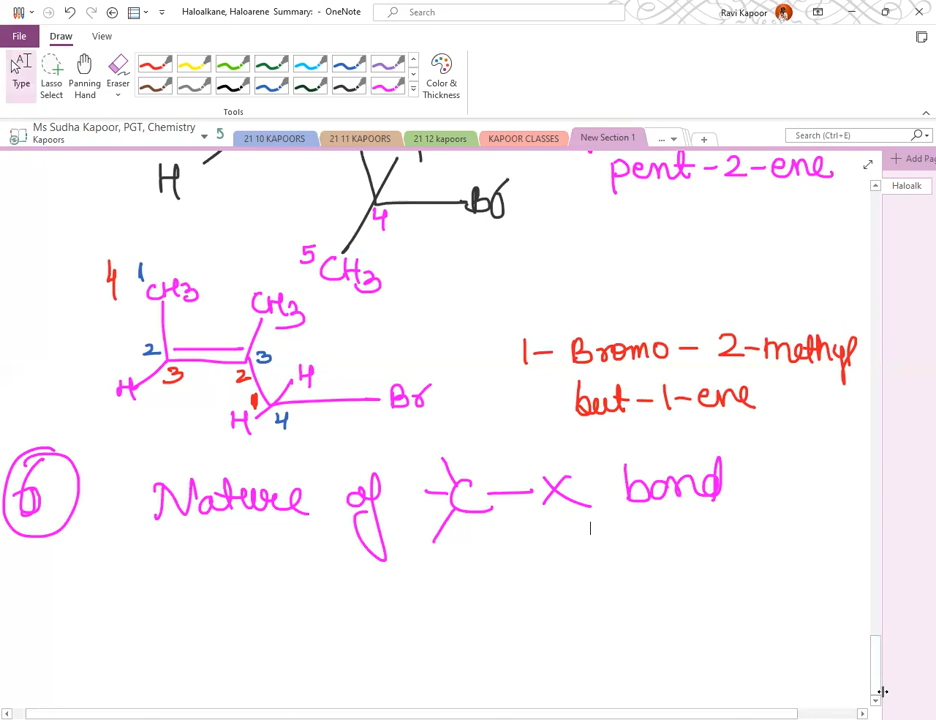 Haloalkane, Haloarene Summary: - OneNote
Search
Ravi Kapoor
File
Draw
View
Type
Lasso Select
Panning Hand
Eraser
Color & Thickness
Tools
Ms Sudha Kapoor, PGT, Chemistry
Kapoors
21 10 KAPOORS
21 11 KAPOORS
21 12 kapoors
KAPOOR CLASSES
New Section 1
...
Search (Ctrl+E)
Add Pag
Haloalk
pent-2-ene
H
Br
4
5 CH3
4 1 CH3
CH3
2 3
3 2
H H
1 Br
H 4
1- Bromo - 2-methyl
but-1-ene
6 Nature of C-X bond